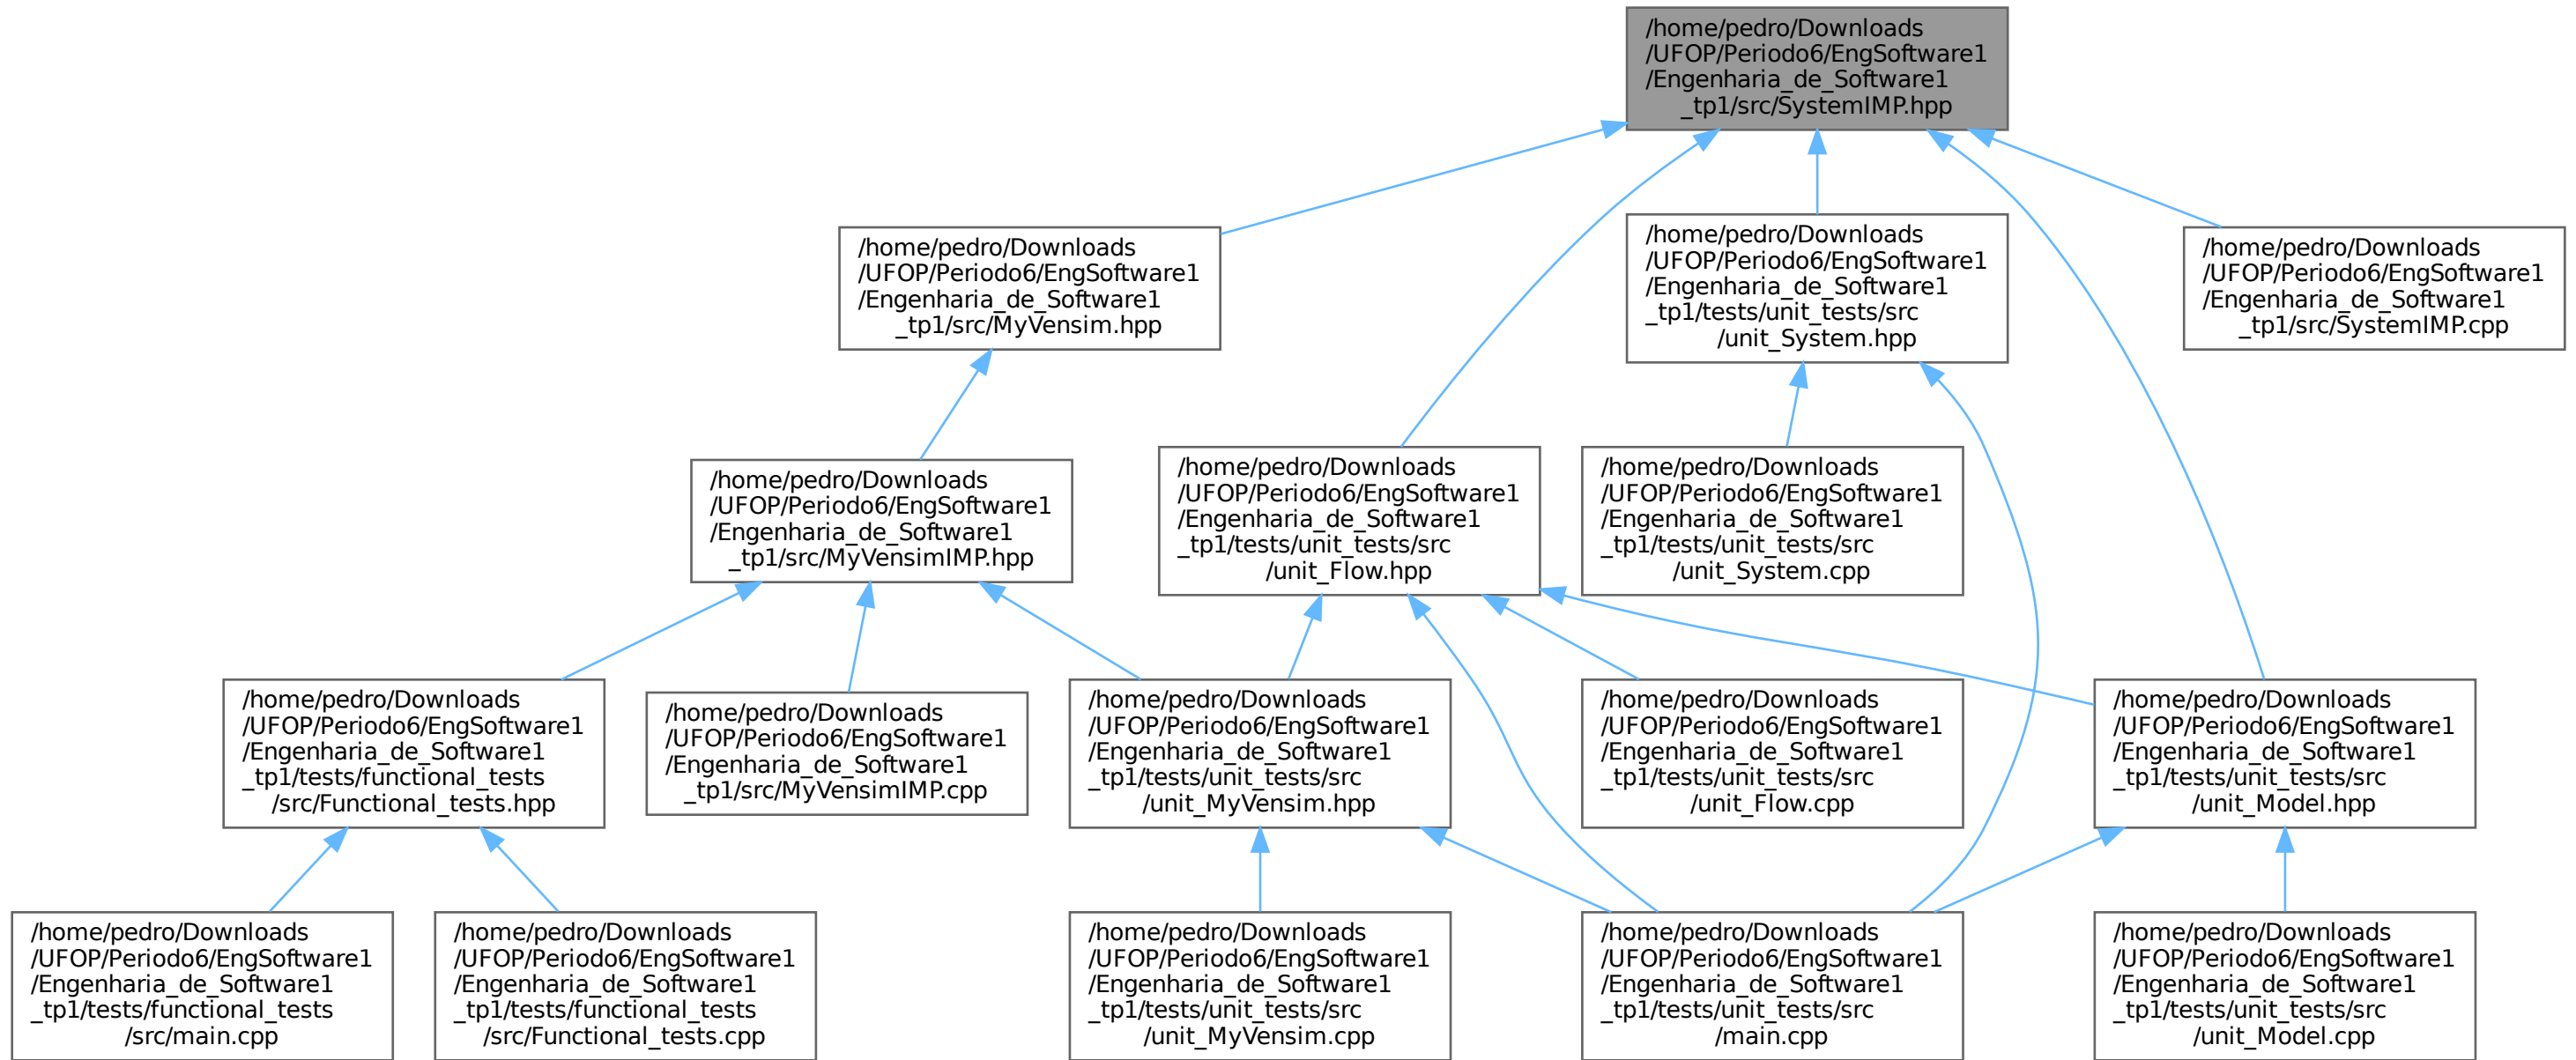 /home/pedro/Downloads
/UFOP/Periodo6/EngSoftware1
/Engenharia_de_Software1
_tp1/src/SystemIMP.hpp
/home/pedro/Downloads
/UFOP/Periodo6/EngSoftware1
/Engenharia_de_Software1
_tp1/src/MyVensim.hpp
/home/pedro/Downloads
/UFOP/Periodo6/EngSoftware1
/Engenharia_de_Software1
_tp1/tests/unit_tests/src
/unit_System.hpp
/home/pedro/Downloads
/UFOP/Periodo6/EngSoftware1
/Engenharia_de_Software1
_tp1/src/SystemIMP.cpp
/home/pedro/Downloads
/UFOP/Periodo6/EngSoftware1
/Engenharia_de_Software1
_tp1/src/MyVensimIMP.hpp
/home/pedro/Downloads
/UFOP/Periodo6/EngSoftware1
/Engenharia_de_Software1
_tp1/tests/unit_tests/src
/unit_Flow.hpp
/home/pedro/Downloads
/UFOP/Periodo6/EngSoftware1
/Engenharia_de_Software1
_tp1/tests/unit_tests/src
/unit_System.cpp
/home/pedro/Downloads
/UFOP/Periodo6/EngSoftware1
/Engenharia_de_Software1
_tp1/tests/functional_tests
/src/Functional_tests.hpp
/home/pedro/Downloads
/UFOP/Periodo6/EngSoftware1
/Engenharia_de_Software1
_tp1/src/MyVensimIMP.cpp
/home/pedro/Downloads
/UFOP/Periodo6/EngSoftware1
/Engenharia_de_Software1
_tp1/tests/unit_tests/src
/unit_MyVensim.hpp
/home/pedro/Downloads
/UFOP/Periodo6/EngSoftware1
/Engenharia_de_Software1
_tp1/tests/unit_tests/src
/unit_Flow.cpp
/home/pedro/Downloads
/UFOP/Periodo6/EngSoftware1
/Engenharia_de_Software1
_tp1/tests/unit_tests/src
/unit_Model.hpp
/home/pedro/Downloads
/UFOP/Periodo6/EngSoftware1
/Engenharia_de_Software1
_tp1/tests/functional_tests
/src/main.cpp
/home/pedro/Downloads
/UFOP/Periodo6/EngSoftware1
/Engenharia_de_Software1
_tp1/tests/functional_tests
/src/Functional_tests.cpp
/home/pedro/Downloads
/UFOP/Periodo6/EngSoftware1
/Engenharia_de_Software1
_tp1/tests/unit_tests/src
/unit_MyVensim.cpp
/home/pedro/Downloads
/UFOP/Periodo6/EngSoftware1
/Engenharia_de_Software1
_tp1/tests/unit_tests/src
/main.cpp
/home/pedro/Downloads
/UFOP/Periodo6/EngSoftware1
/Engenharia_de_Software1
_tp1/tests/unit_tests/src
/unit_Model.cpp